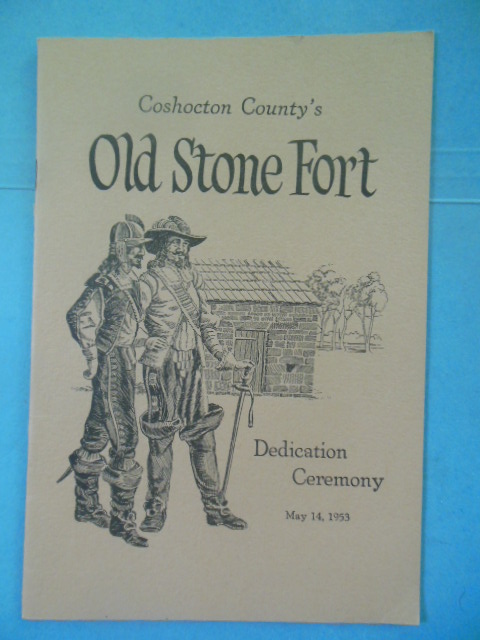 Coshocton County's
Old Stone Fort
Dedication
Ceremony
May 14, 1953